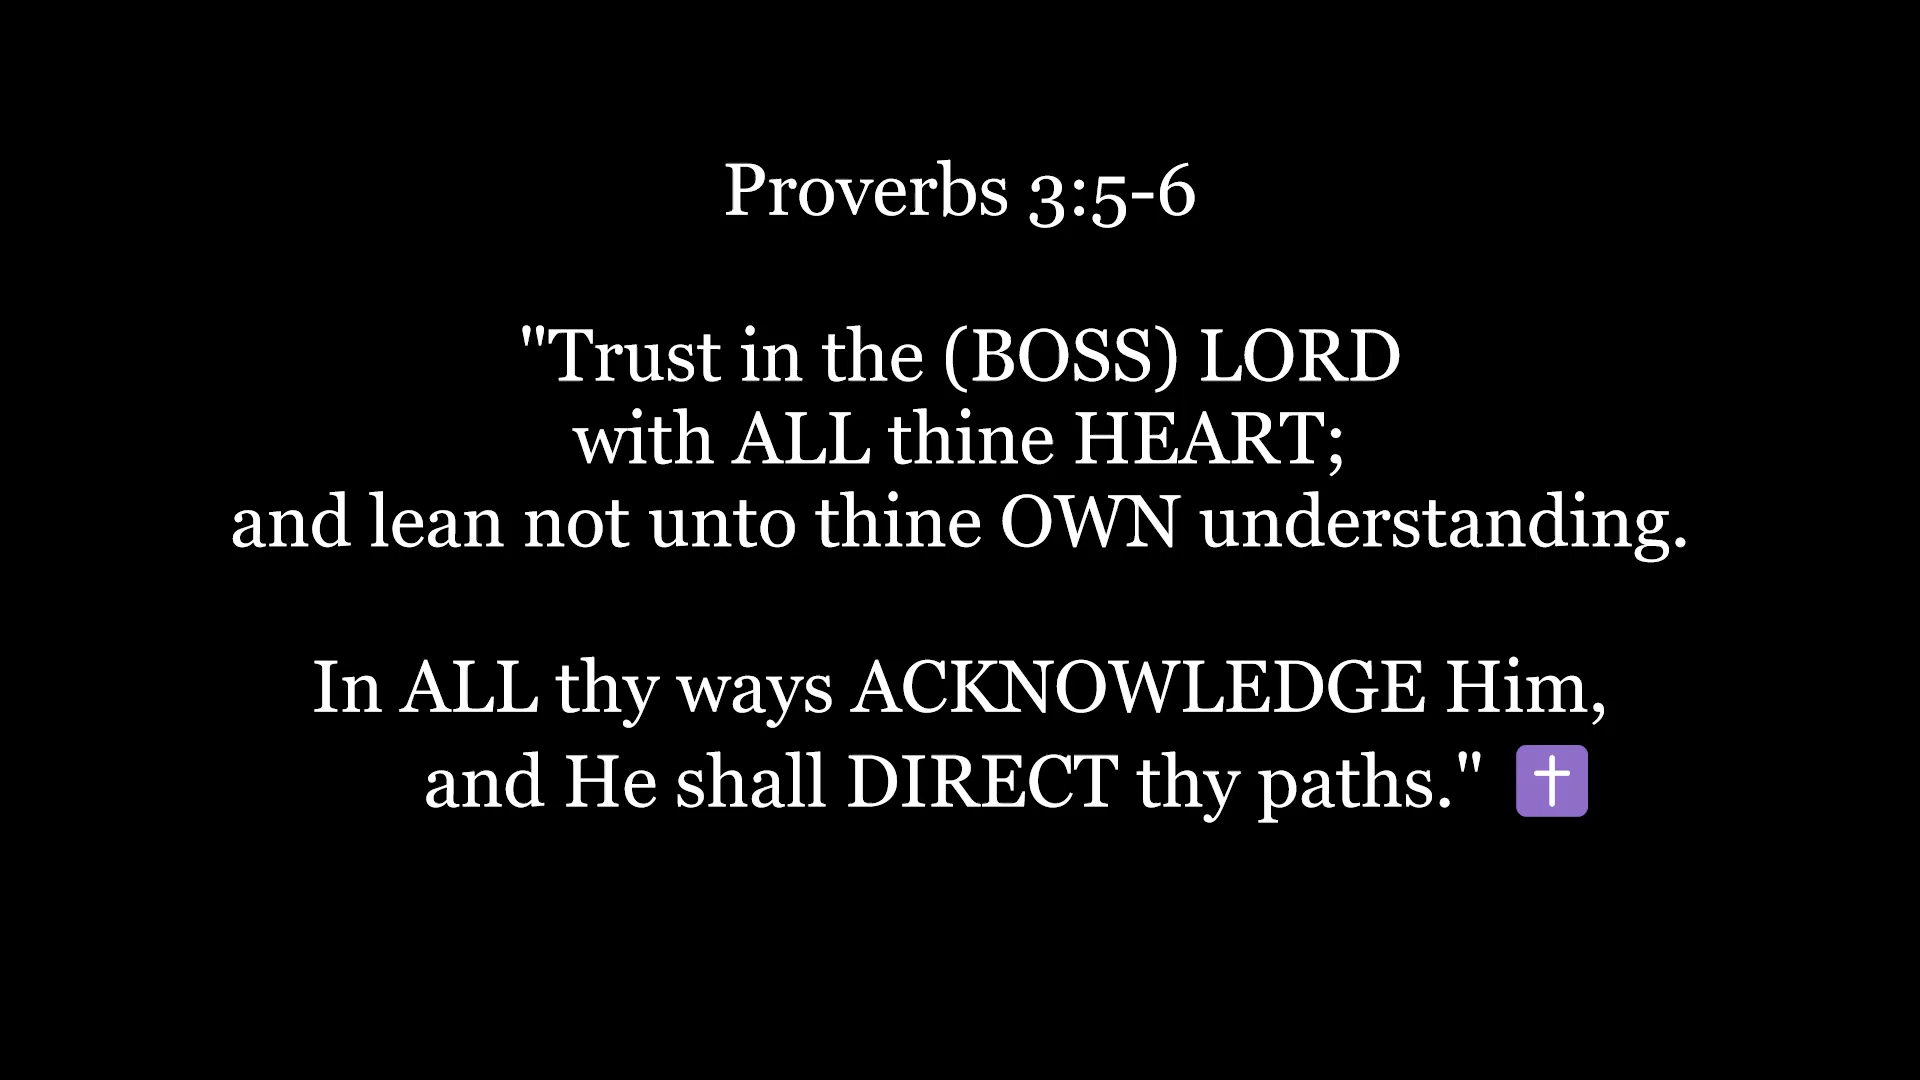 Proverbs 3:5-6
"Trust in the (BOSS) LORD
with ALL thine HEART;
and lean not unto thine OWN understanding.
In ALL thy ways ACKNOWLEDGE Him,
and He shall DIRECT thy paths." ✝️